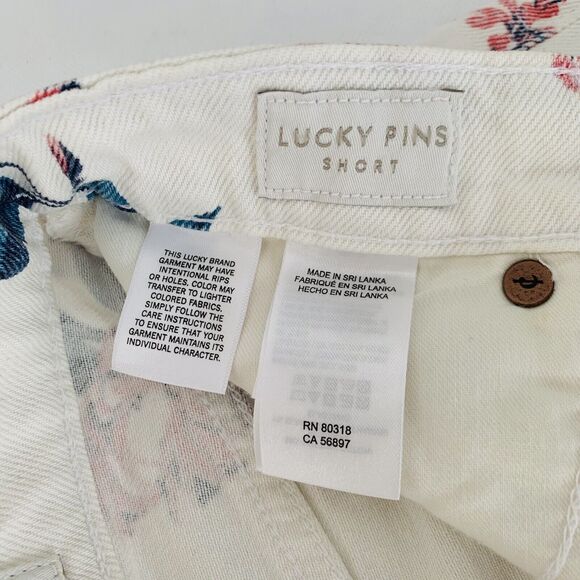 LUCKY PINS
SHORT
THIS LUCKY BRAND
GARMENT MAY HAVE
INTENTIONAL RIPS
OR HOLES. COLOR MAY
TRANSFER TO LIGHTER
COLORED FABRICS.
SIMPLY FOLLOW THE
CARE INSTRUCTIONS
TO ENSURE THAT YOUR
GARMENT MAINTAINS ITS
INDIVIDUAL CHARACTER.
MADE IN SRI LANKA
FABRIQUÉ EN SRI LANKA
HECHO EN SRI LANKA
RN 80318
CA 56897